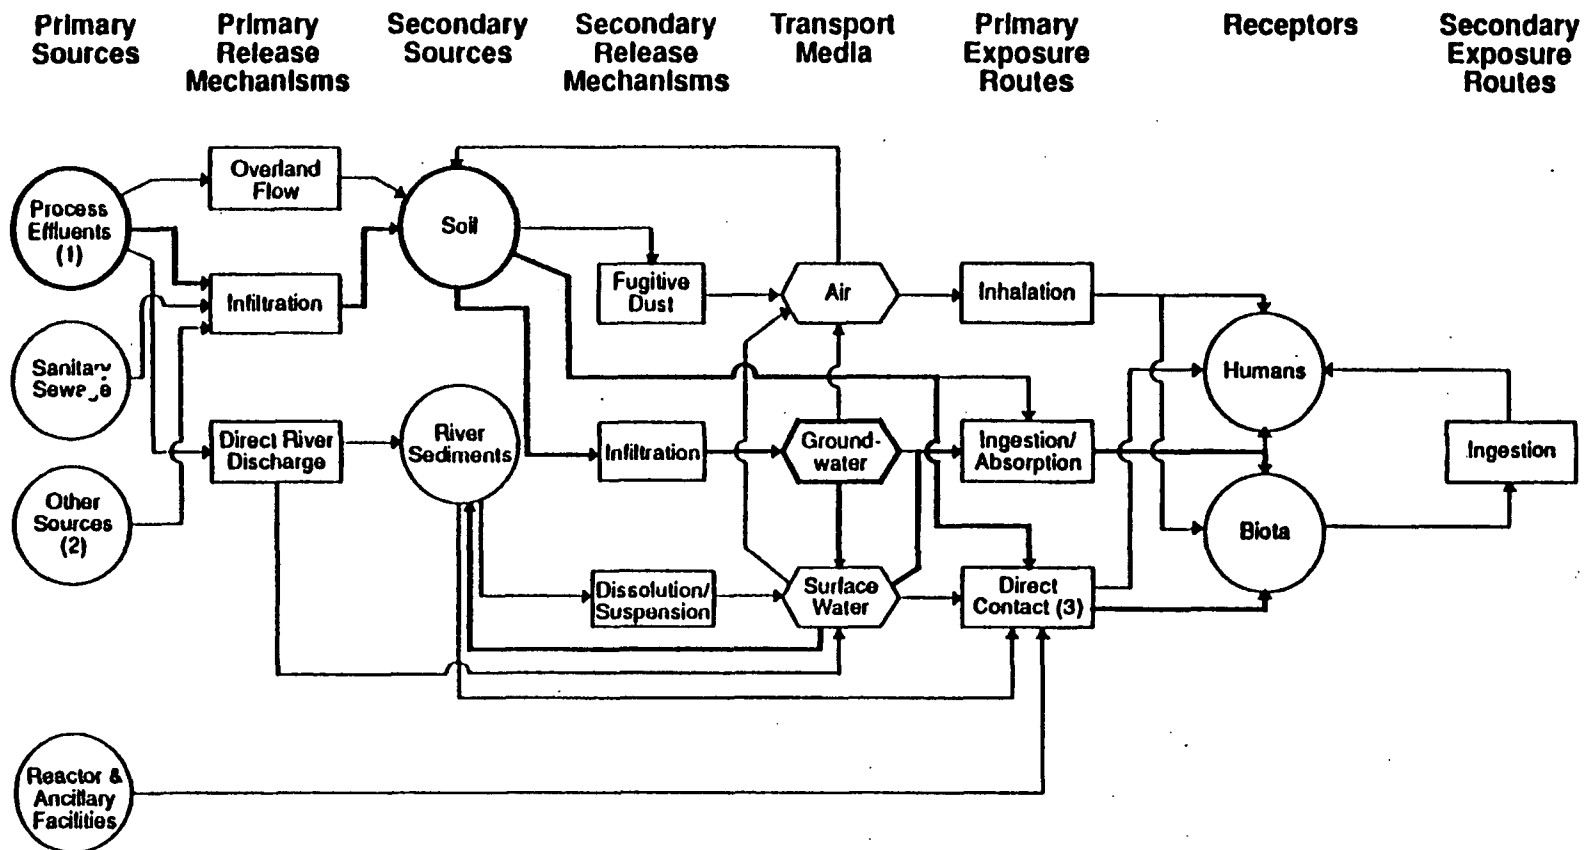 Primary
Sources
Primary
Release
Mechanisms
Secondary
Sources
Secondary
Release
Mechanisms
Transport
Media
Primary
Exposure
Routes
Receptors
Secondary
Exposure
Routes
Process
Effluents
(1)
Overland
Flow
Soil
Infiltration
Fugitive
Dust
Air
Inhalation
Sanitary
Sewage
Humans
Direct River
Discharge
River
Sediments
Infiltration
Ground-
water
Ingestion/
Absorption
Ingestion
Other
Sources
(2)
Biota
Dissolution/
Suspension
Surface
Water
Direct
Contact (3)
Reactor &
Ancillary
Facilities